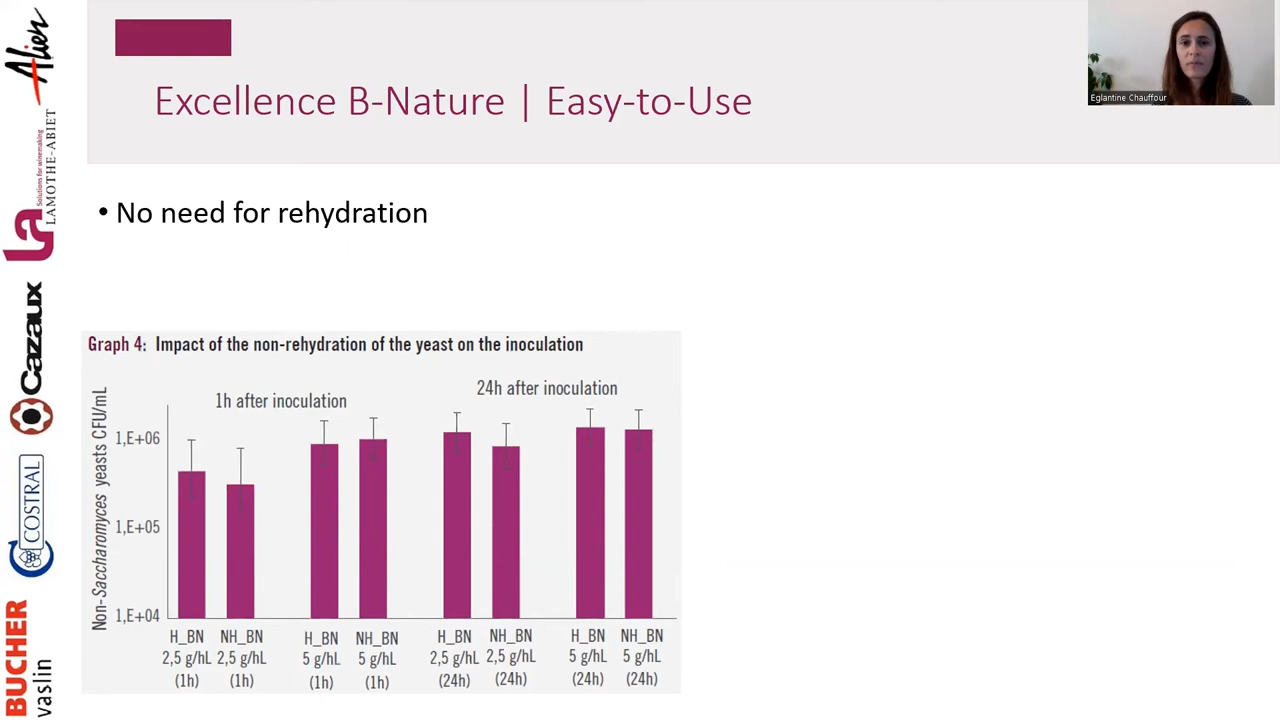 Excellence B-Nature | Easy-to-Use
Eglantine Chauffour
• No need for rehydration
Graph 4: Impact of the non-rehydration of the yeast on the inoculation
1h after inoculation
24h after inoculation
Non-Saccharomyces yeasts CFU/mL
1,E+06
1,E+05
1,E+04
H_BN NH_BN H_BN NH_BN H_BN NH_BN H_BN NH_BN
2,5 g/hL 2,5 g/hL 5 g/hL 5 g/hL 2,5 g/hL 2,5 g/hL 5 g/hL 5 g/hL
(1h) (1h) (1h) (1h) (24h) (24h) (24h) (24h)
Alien
La
Solutions for winemaking
LAMOTHE-ABIET
Cazaux
COSTRAL
BUCHER
vaslin